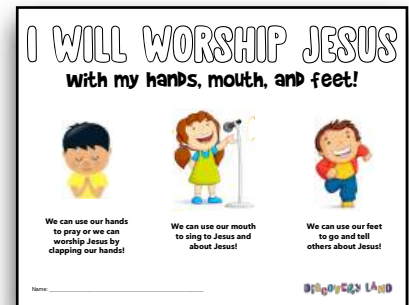 I WILL WORSHIP JESUS
With my hands, mouth, and feet!
We can use our hands
to pray or we can
worship Jesus by
clapping our hands!
We can use our mouth
to sing to Jesus and
about Jesus!
We can use our feet
to go and tell
others about Jesus!
Name:
DISCOVERY LAND